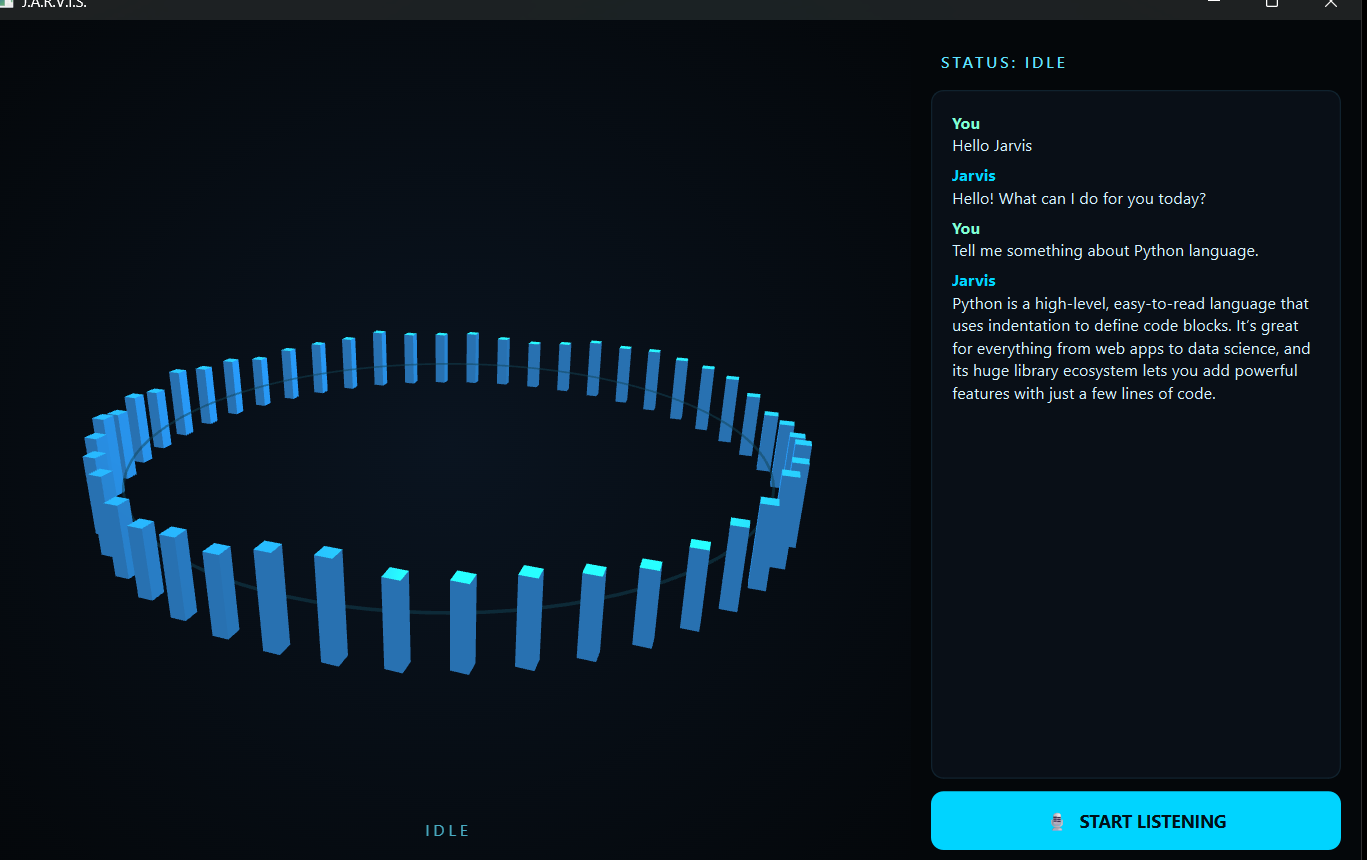 J.A.R.V.I.S.
STATUS: IDLE
You
Hello Jarvis
Jarvis
Hello! What can I do for you today?
You
Tell me something about Python language.
Jarvis
Python is a high-level, easy-to-read language that
uses indentation to define code blocks. It’s great
for everything from web apps to data science, and
its huge library ecosystem lets you add powerful
features with just a few lines of code.
IDLE
START LISTENING